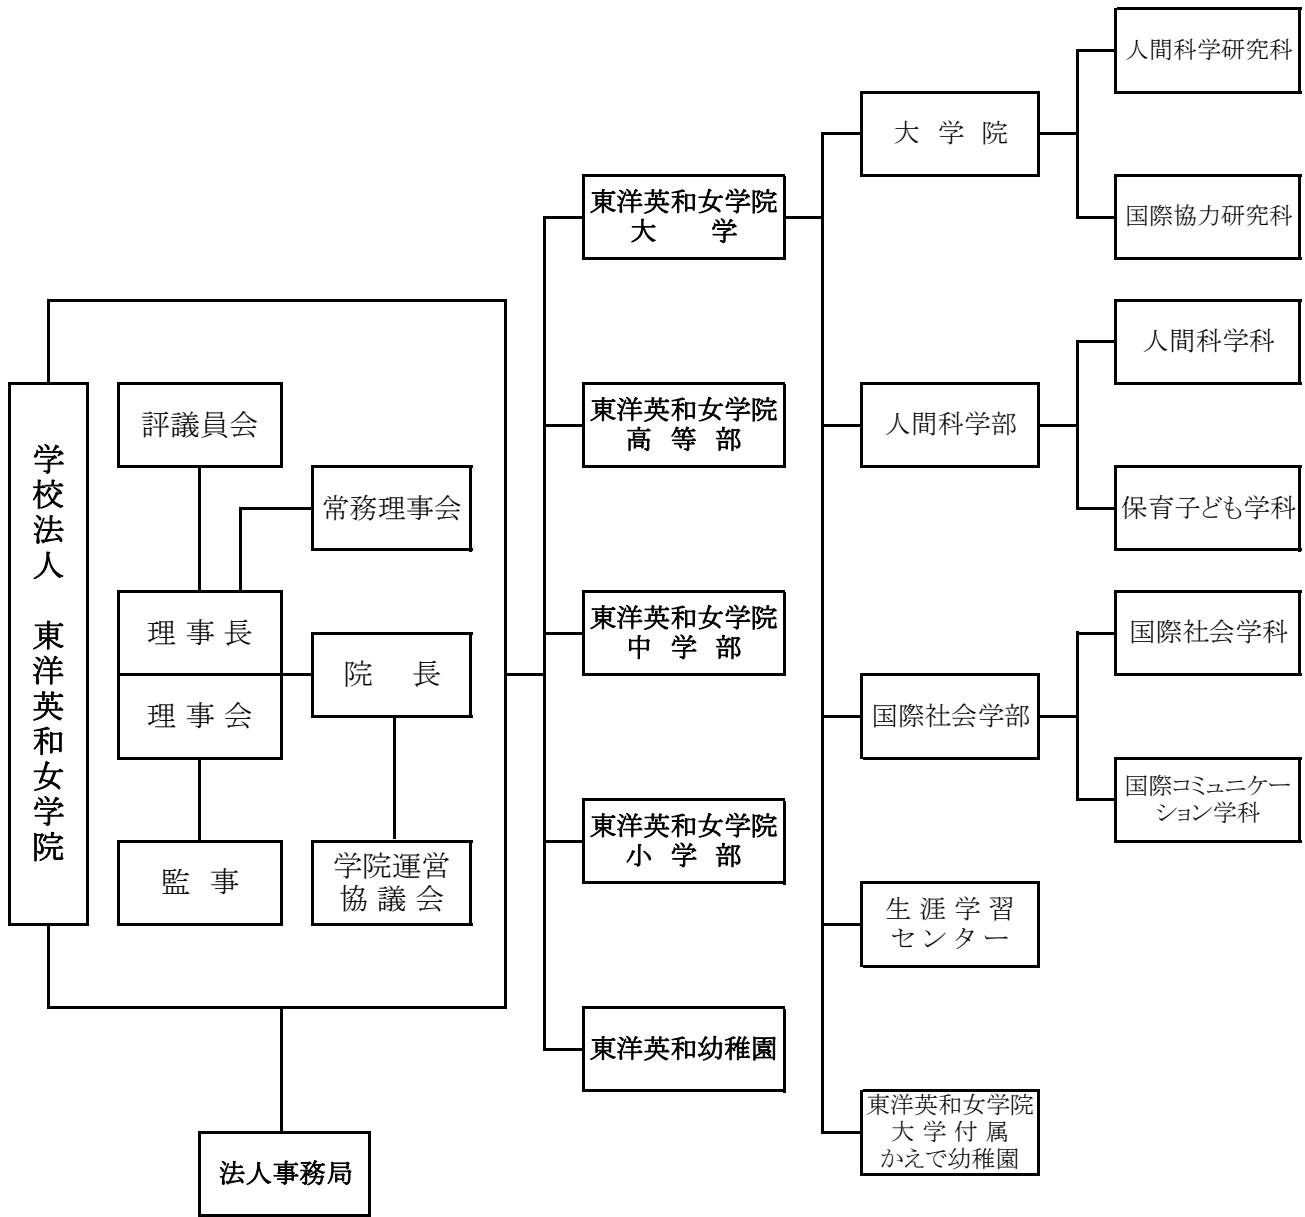 学校法人　東洋英和女学院
評議員会
常務理事会
理事長
理事会
院　長
監事
学院運営
協議会
法人事務局
東洋英和女学院
大　学
東洋英和女学院
高等部
東洋英和女学院
中学部
東洋英和女学院
小学部
東洋英和幼稚園
大学院
人間科学部
国際社会学部
生涯学習
センター
東洋英和女学院
大学付属
かえで幼稚園
人間科学研究科
国際協力研究科
人間科学科
保育子ども学科
国際社会学科
国際コミュニケー
ション学科